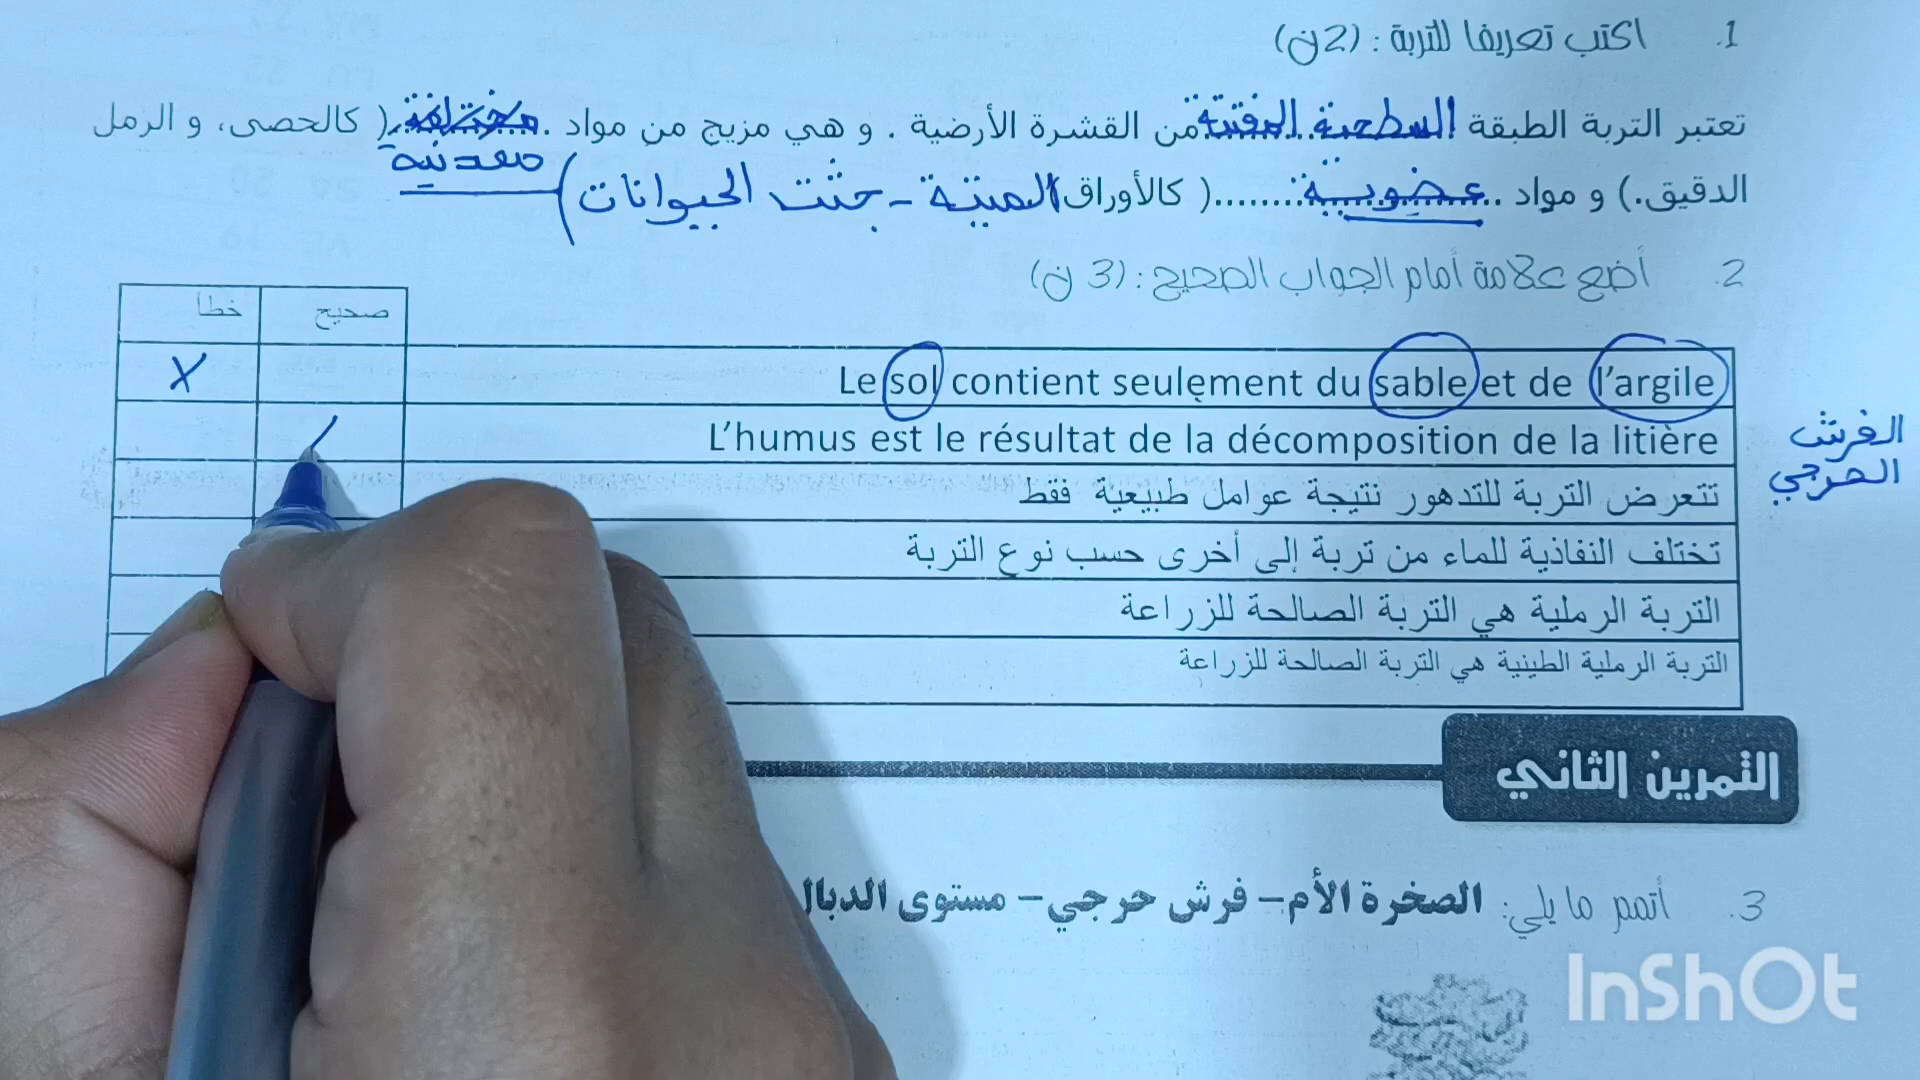 1. اكتب تعريفا للتربة : (2ن)
تعتبر التربة الطبقة السطحية المفتتة من القشرة الأرضية . و هي مزيج من مواد مختلفة ( كالحصى، و الرمل
معدنية
الدقيق.) و مواد عضوية ( كالأوراق الميتة - جثت الحيوانات )
2. أضع علامة أمام الجواب الصحيح : (3 ن)
صحيح خطأ
Le sol contient seulement du sable et de l'argile X
L'humus est le résultat de la décomposition de la litière
الفرش
الحرجي
تتعرض التربة للتدهور نتيجة عوامل طبيعية فقط
تختلف النفاذية للماء من تربة إلى أخرى حسب نوع التربة
التربة الرملية هي التربة الصالحة للزراعة
التربة الرملية الطينية هي التربة الصالحة للزراعة
التمرين الثاني
3. أتمم ما يلي: الصخرة الأم – فرش حرجي – مستوى الدبال
InShOt